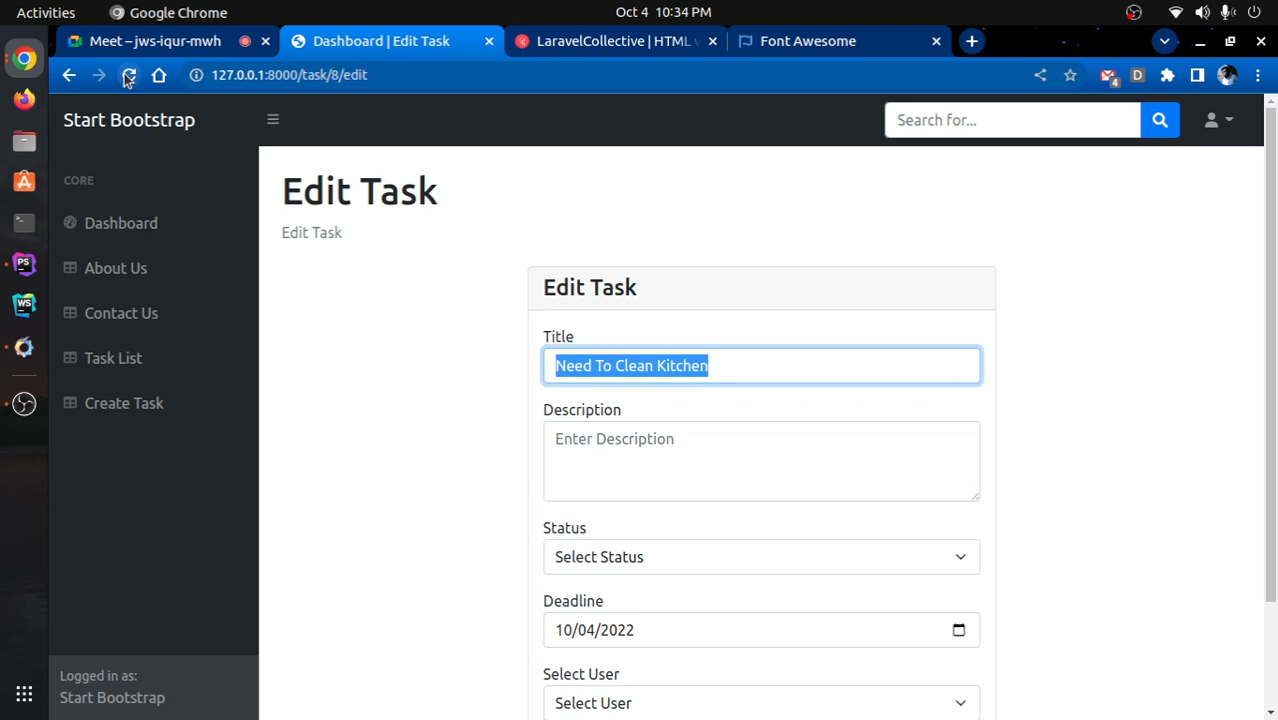 Activities
Google Chrome
Oct 4 10:34 PM
Meet – jws-iqur-mwh
Dashboard | Edit Task
LaravelCollective | HTML
Font Awesome
127.0.0.1:8000/task/8/edit
4
D
Start Bootstrap
Search for...
CORE
Dashboard
About Us
Contact Us
Task List
Create Task
Logged in as:
Start Bootstrap
Edit Task
Edit Task
Edit Task
Title
Need To Clean Kitchen
Description
Enter Description
Status
Select Status
Deadline
10/04/2022
Select User
Select User
PS
WS